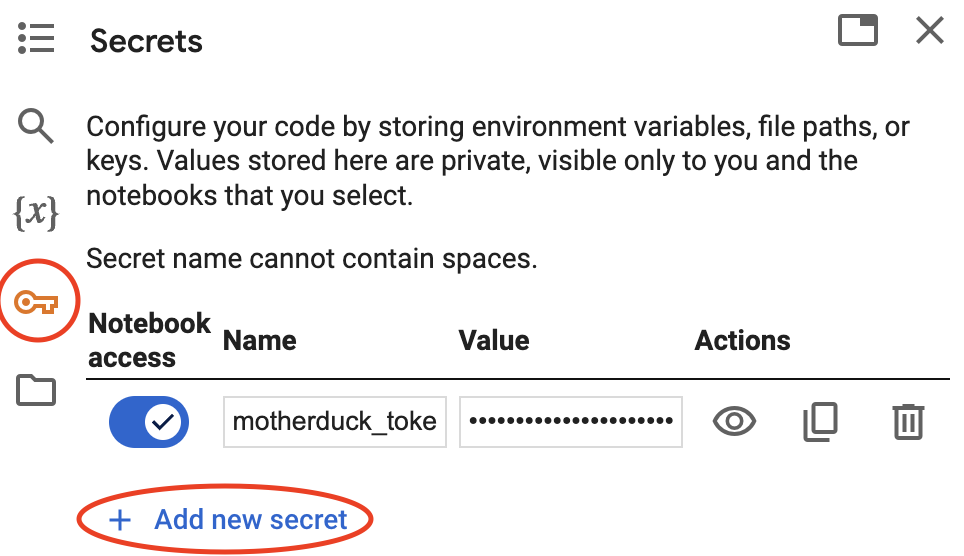 Secrets
Configure your code by storing environment variables, file paths, or
keys. Values stored here are private, visible only to you and the
notebooks that you select.
{x}
Secret name cannot contain spaces.
Notebook
access
Name
Value
Actions
motherduck_toke
••••••••••••••••••••••
+ Add new secret